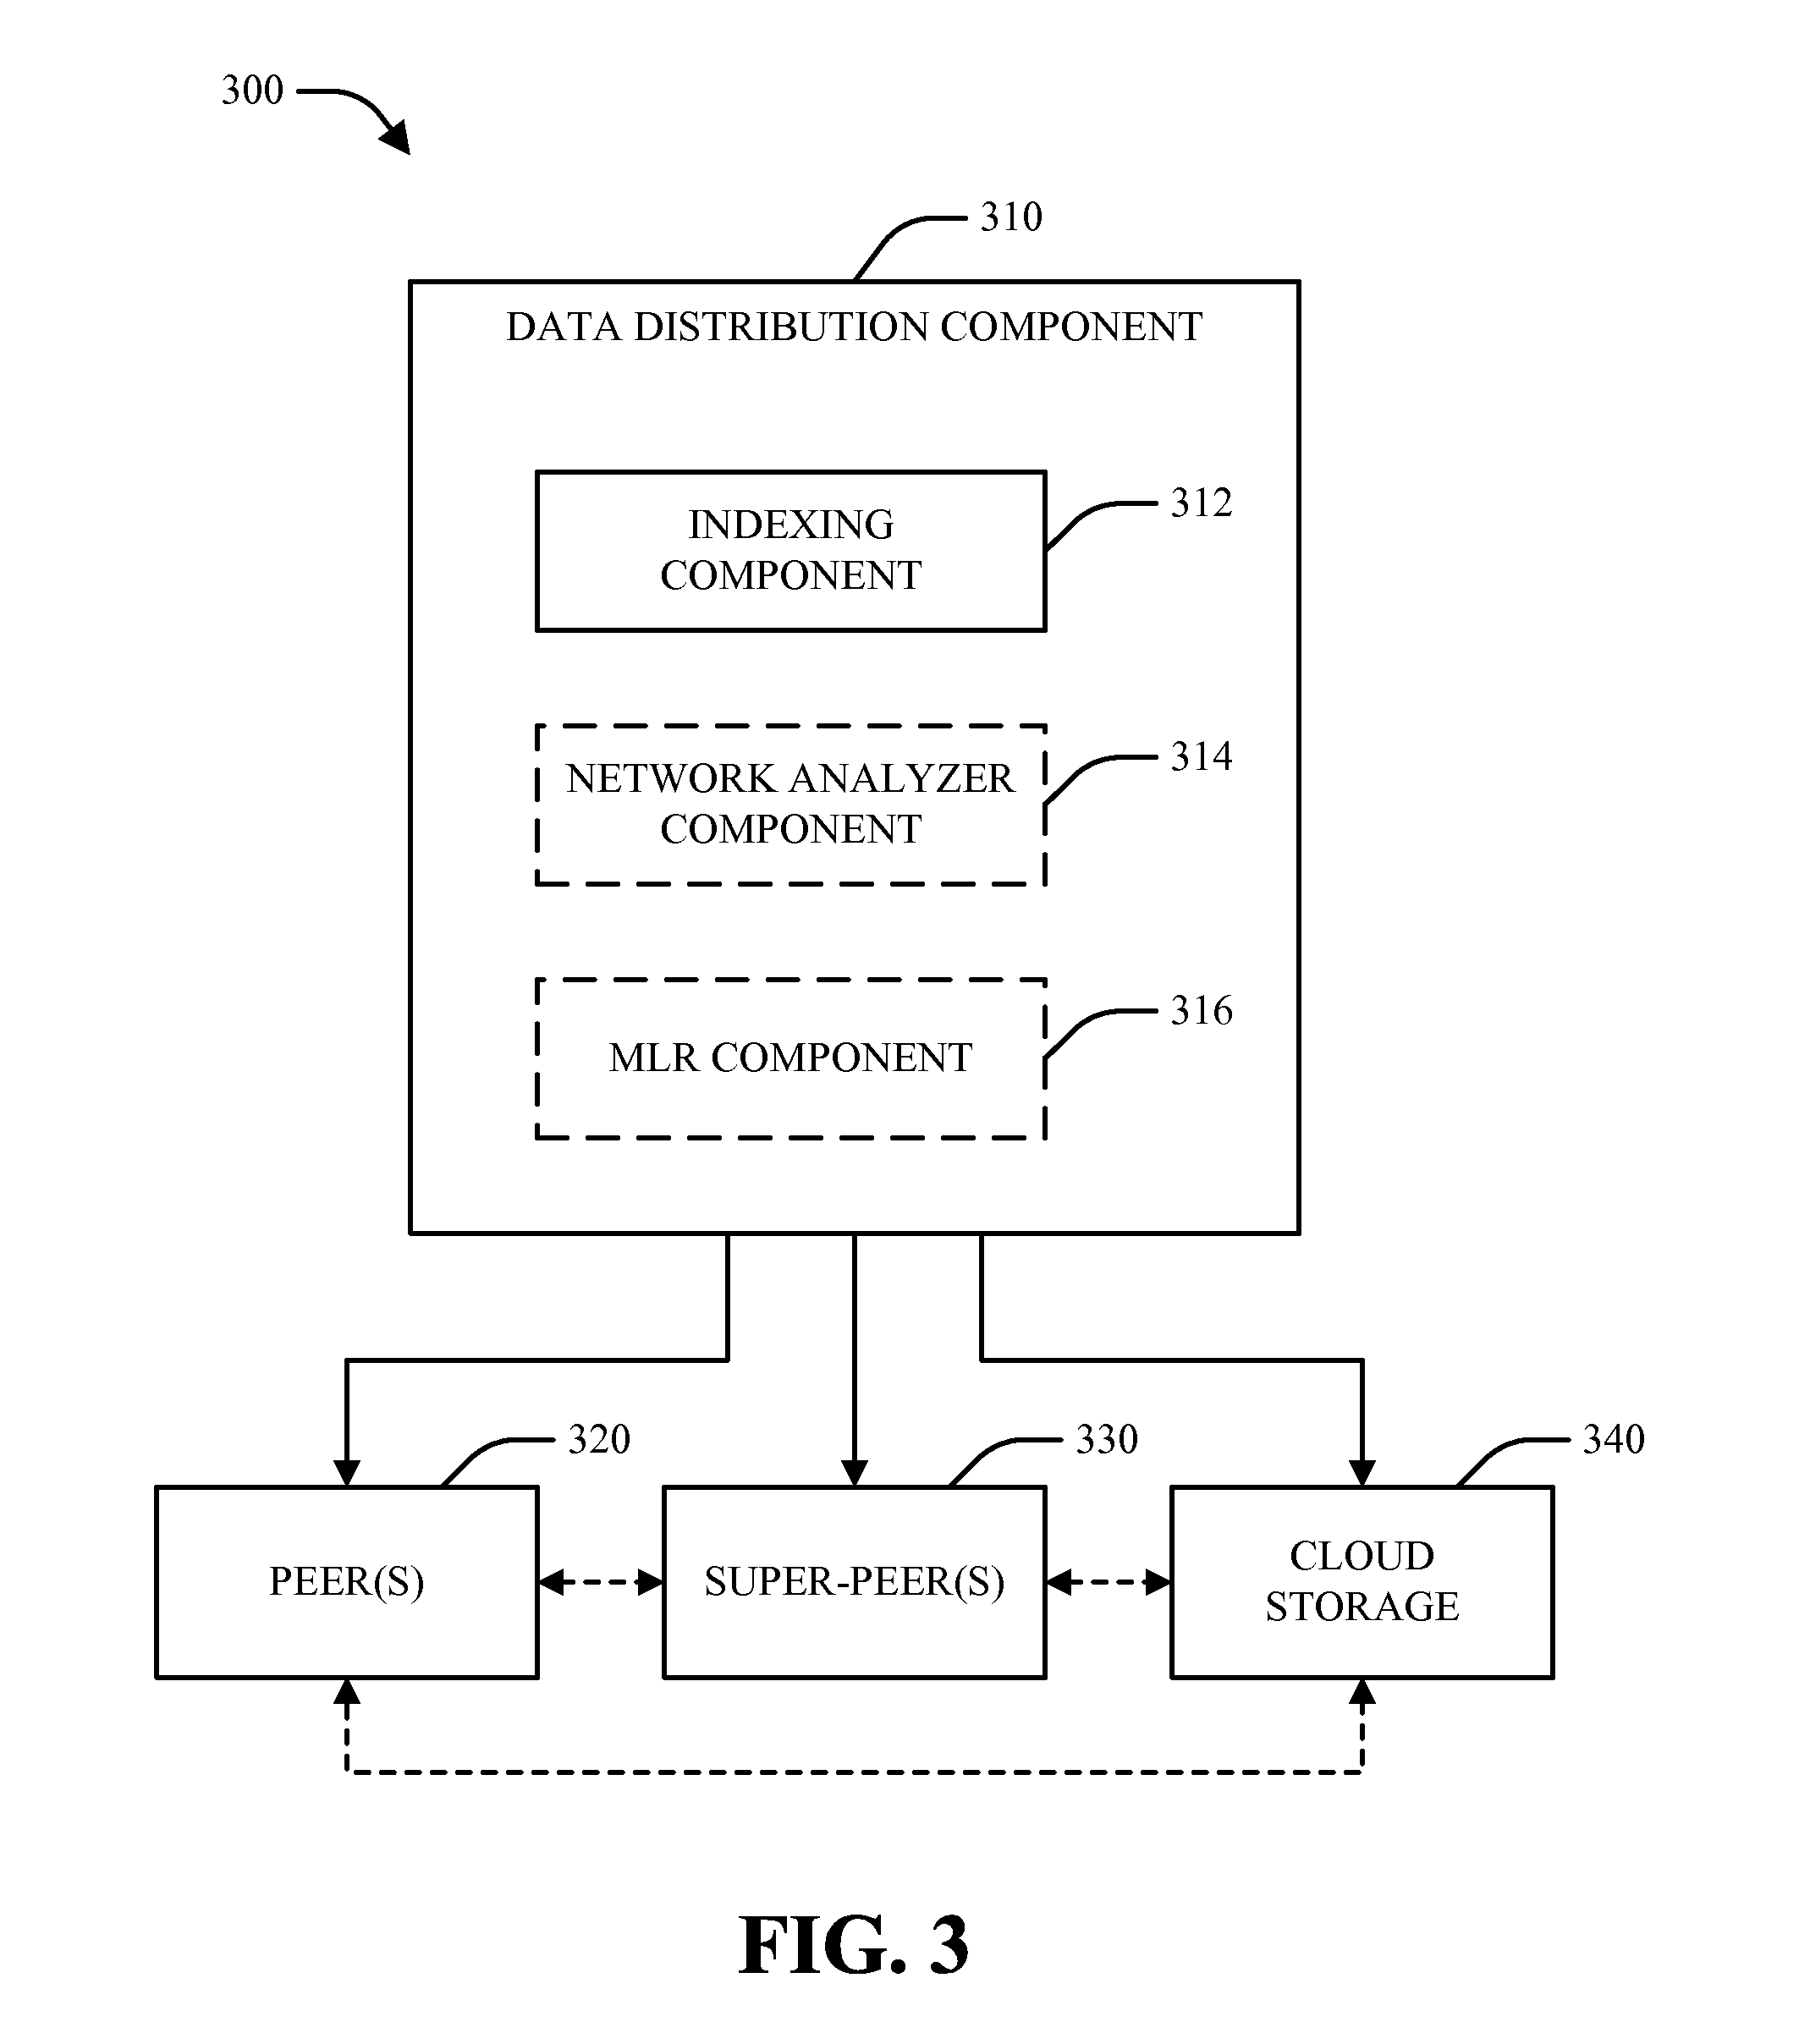 300
310
DATA DISTRIBUTION COMPONENT
312
INDEXING
COMPONENT
314
NETWORK ANALYZER
COMPONENT
316
MLR COMPONENT
320
330
340
PEER(S)
SUPER-PEER(S)
CLOUD
STORAGE
FIG. 3